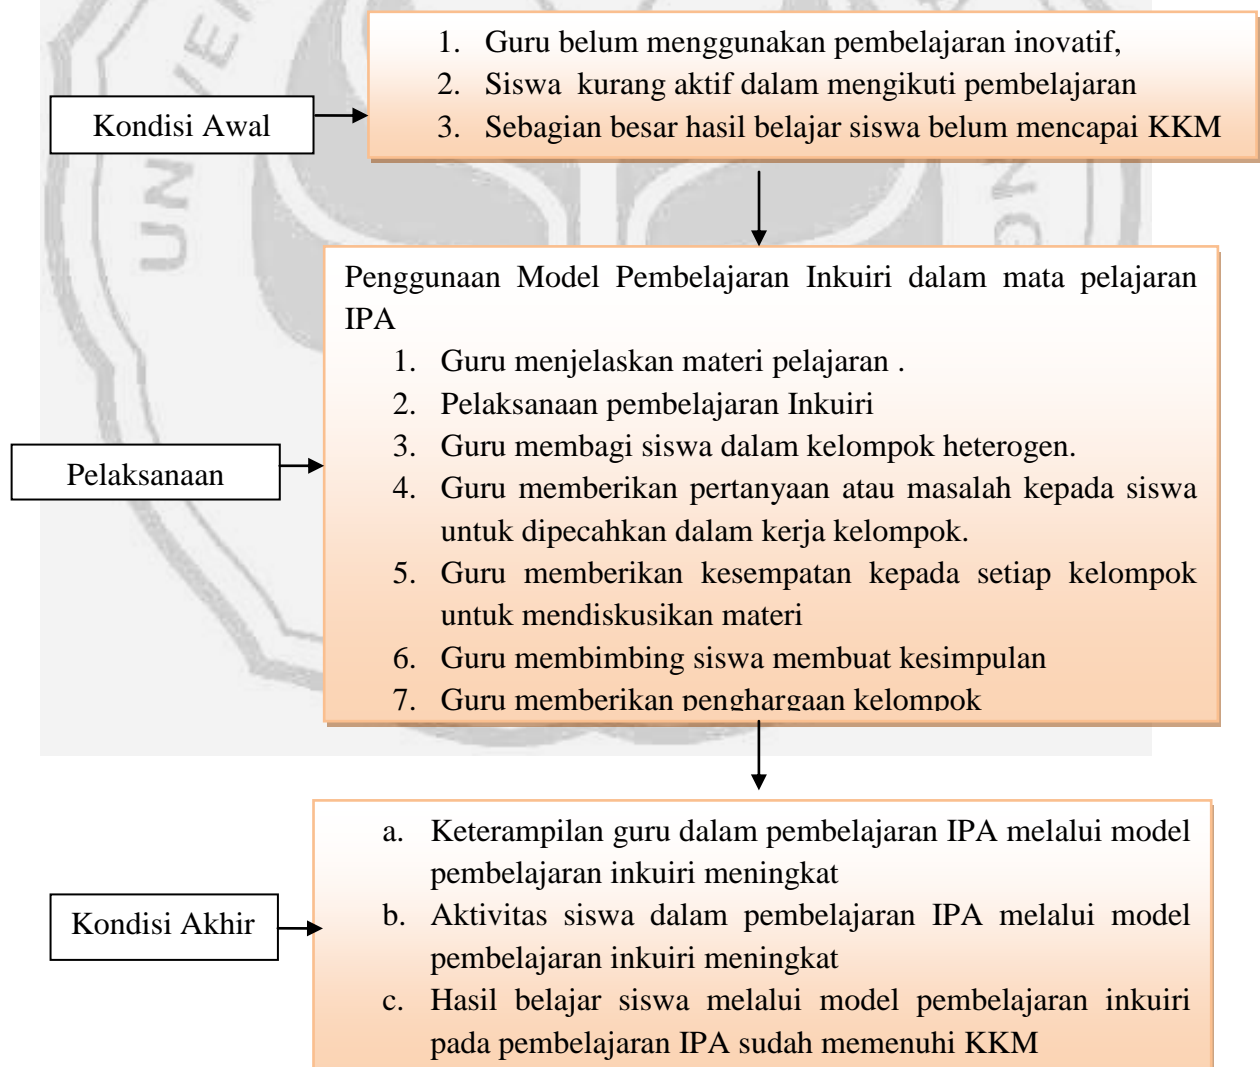 1. Guru belum menggunakan pembelajaran inovatif,
2. Siswa kurang aktif dalam mengikuti pembelajaran
Kondisi Awal
3. Sebagian besar hasil belajar siswa belum mencapai KKM
Penggunaan Model Pembelajaran Inkuiri dalam mata pelajaran
IPA
1. Guru menjelaskan materi pelajaran .
2. Pelaksanaan pembelajaran Inkuiri
3. Guru membagi siswa dalam kelompok heterogen.
Pelaksanaan
4. Guru memberikan pertanyaan atau masalah kepada siswa
untuk dipecahkan dalam kerja kelompok.
5. Guru memberikan kesempatan kepada setiap kelompok
untuk mendiskusikan materi
6. Guru membimbing siswa membuat kesimpulan
7. Guru memberikan penghargaan kelompok
a. Keterampilan guru dalam pembelajaran IPA melalui model
pembelajaran inkuiri meningkat
Kondisi Akhir
b. Aktivitas siswa dalam pembelajaran IPA melalui model
pembelajaran inkuiri meningkat
c. Hasil belajar siswa melalui model pembelajaran inkuiri
pada pembelajaran IPA sudah memenuhi KKM